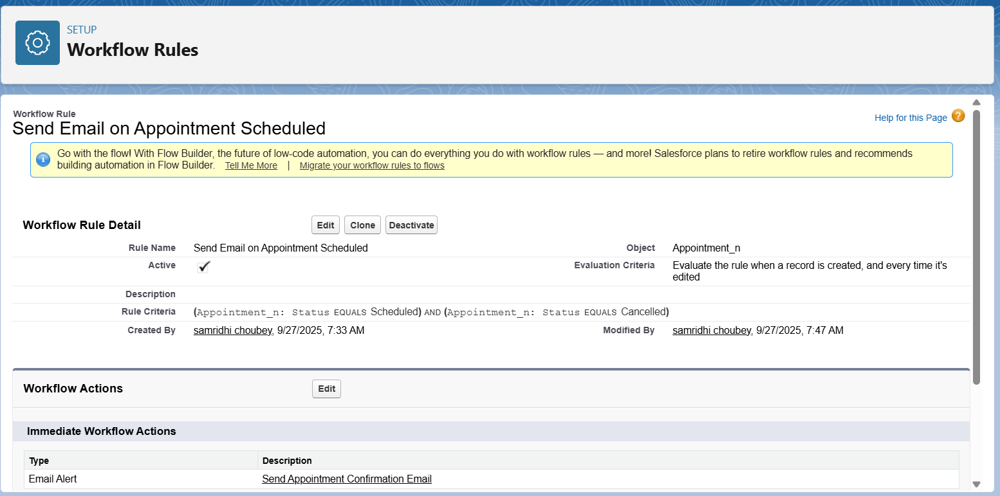 SETUP
Workflow Rules
Workflow Rule
Send Email on Appointment Scheduled
Help for this Page ?
Go with the flow! With Flow Builder, the future of low-code automation, you can do everything you do with workflow rules — and more! Salesforce plans to retire workflow rules and recommends
building automation in Flow Builder. Tell Me More | Migrate your workflow rules to flows
Workflow Rule Detail Edit Clone Deactivate
Rule Name Send Email on Appointment Scheduled Object Appointment_n
Active Evaluation Criteria Evaluate the rule when a record is created, and every time it's
edited
Description
Rule Criteria (Appointment_n: Status EQUALS Scheduled) AND (Appointment_n: Status EQUALS Cancelled)
Created By samridhi choubey, 9/27/2025, 7:33 AM Modified By samridhi choubey, 9/27/2025, 7:47 AM
Workflow Actions Edit
Immediate Workflow Actions
Type Description
Email Alert Send Appointment Confirmation Email